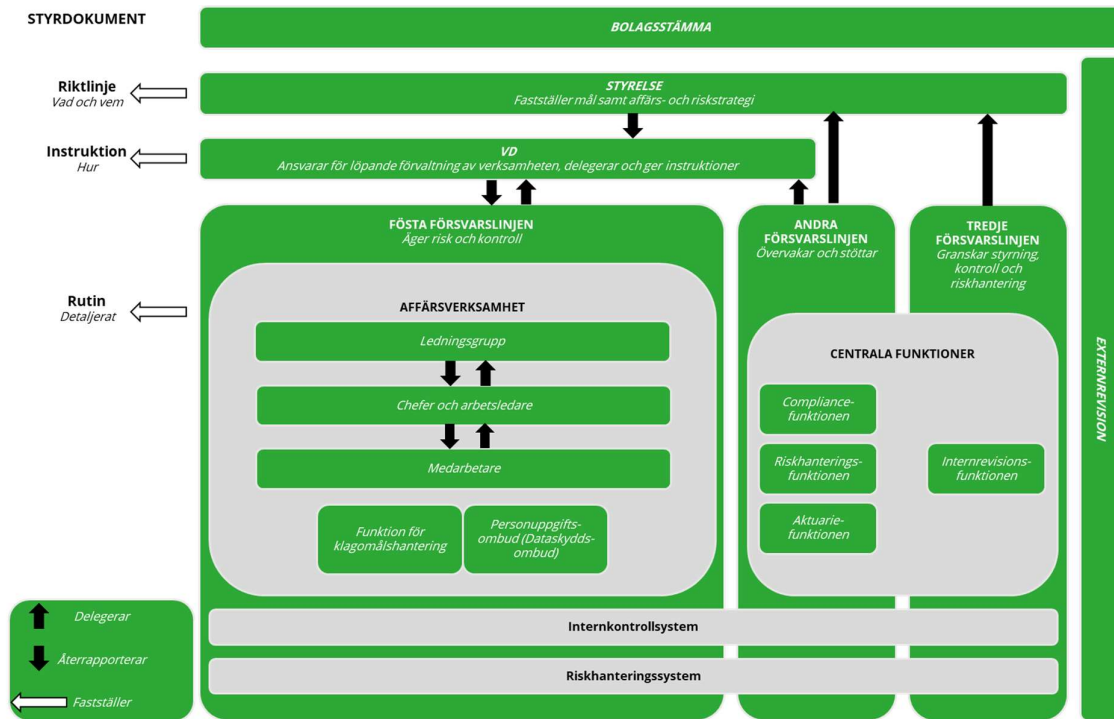 STYRDOKUMENT
BOLAGSSTÄMMA
Riktlinje
Vad och vem
STYRELSE
Fastställer mål samt affärs- och riskstrategi
Instruktion
Hur
VD
Ansvarar för löpande förvaltning av verksamheten, delegerar och ger instruktioner
FÖSTA FÖRSVARSLINJEN
Äger risk och kontroll
ANDRA
FÖRSVARSLINJEN
Övervakar och stöttar
TREDJE
FÖRSVARSLINJEN
Granskar styrning,
kontroll och
riskhantering
Rutin
Detaljerat
AFFÄRSVERKSAMHET
Ledningsgrupp
Chefer och arbetsledare
Medarbetare
Funktion för
klagomålshantering
Personuppgifts-
ombud (Dataskydds-
ombud)
CENTRALA FUNKTIONER
Compliance-
funktionen
Riskhanterings-
funktionen
Aktuarie-
funktionen
Internrevisions-
funktionen
EXTERNREVISION
Internkontrollsystem
Riskhanteringssystem
Delegerar
Återrapporterar
Fastställer